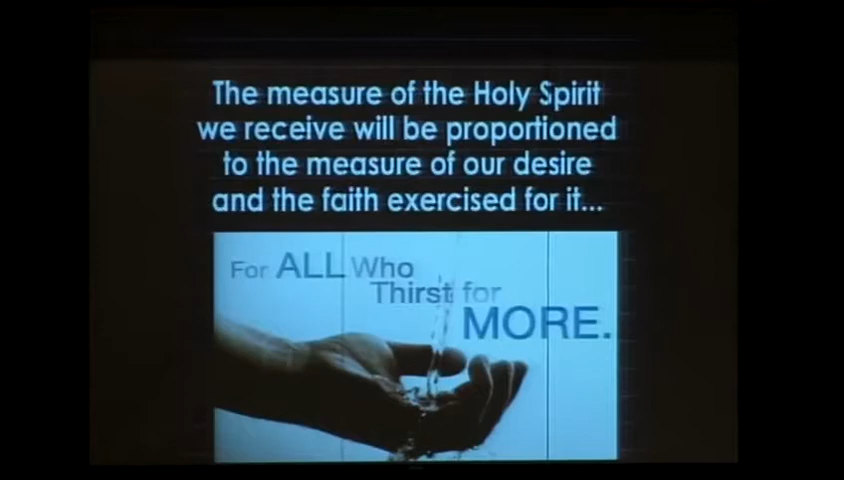 The measure of the Holy Spirit
we receive will be proportioned
to the measure of our desire
and the faith exercised for it...
For ALL Who
Thirst for
MORE.